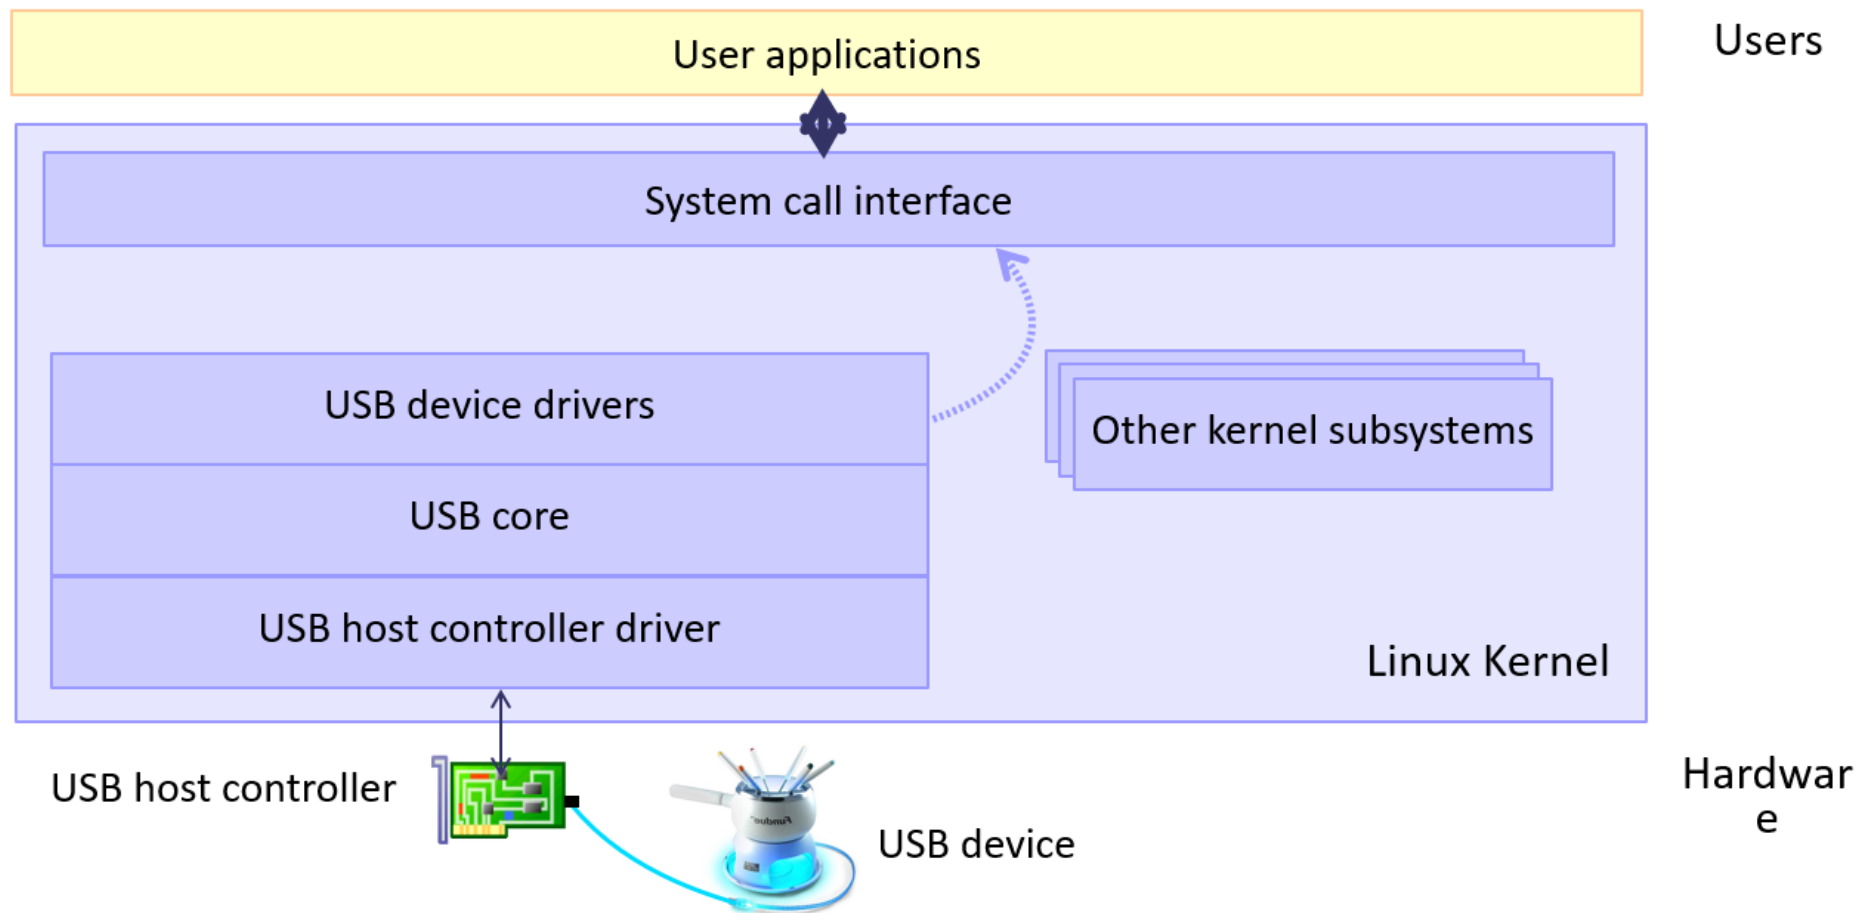 User applications
Users
System call interface
USB device drivers
Other kernel subsystems
USB core
USB host controller driver
Linux Kernel
USB host controller
Hardwar
e
Fundue
USB device